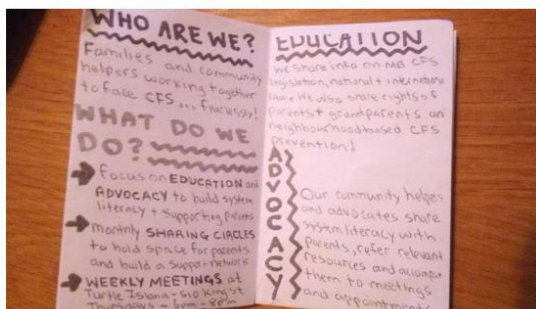 WHO ARE WE?
Families and community
helpers working together
to face CFS... fearlessly!
WHAT DO WE
DO?
focus on EDUCATION and
ADVOCACY to build system
literacy + supporting parents
monthly SHARING CIRCLES
to hold space for parents
and build a support network
WEEKLY MEETINGS at
Turtle Island - 510 King St
Thursdays - 6pm - 8pm
EDUCATION
We share info on MB CFS
legislation, national + international
laws. We also share rights of
parents + grandparents on
neighbourhood based CFS
prevention!
ADVOCACY
Our community helpers
and advocates share
system literacy with
parents, refer relevant
resources and accompany
them to meetings
and appointments